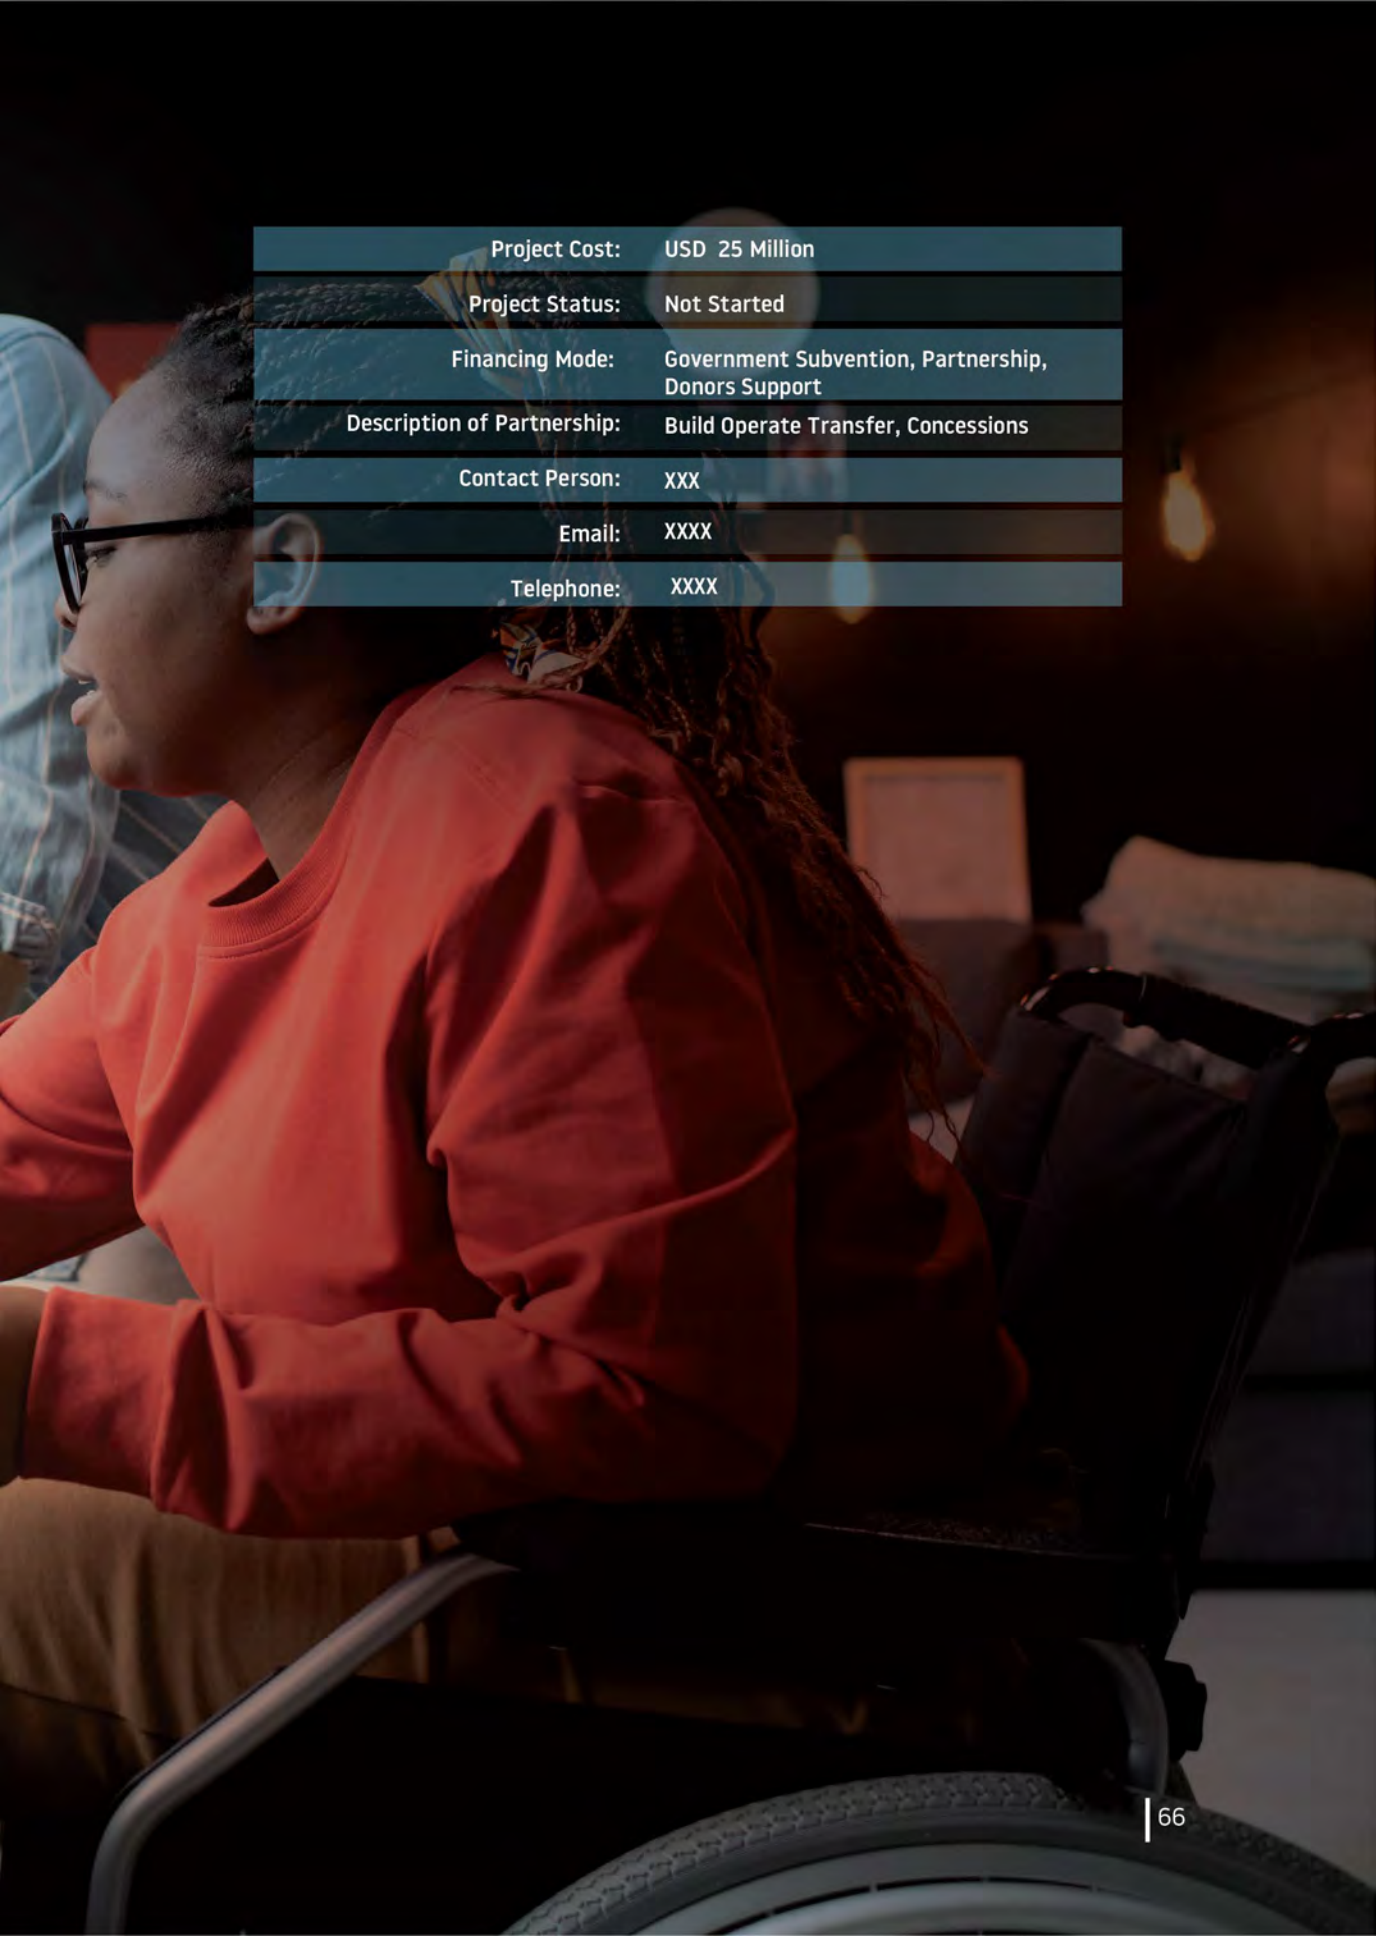 Project Cost: USD 25 Million
Project Status: Not Started
Financing Mode: Government Subvention, Partnership,
Donors Support
Description of Partnership: Build Operate Transfer, Concessions
Contact Person: XXX
Email: XXXX
Telephone: XXXX
66